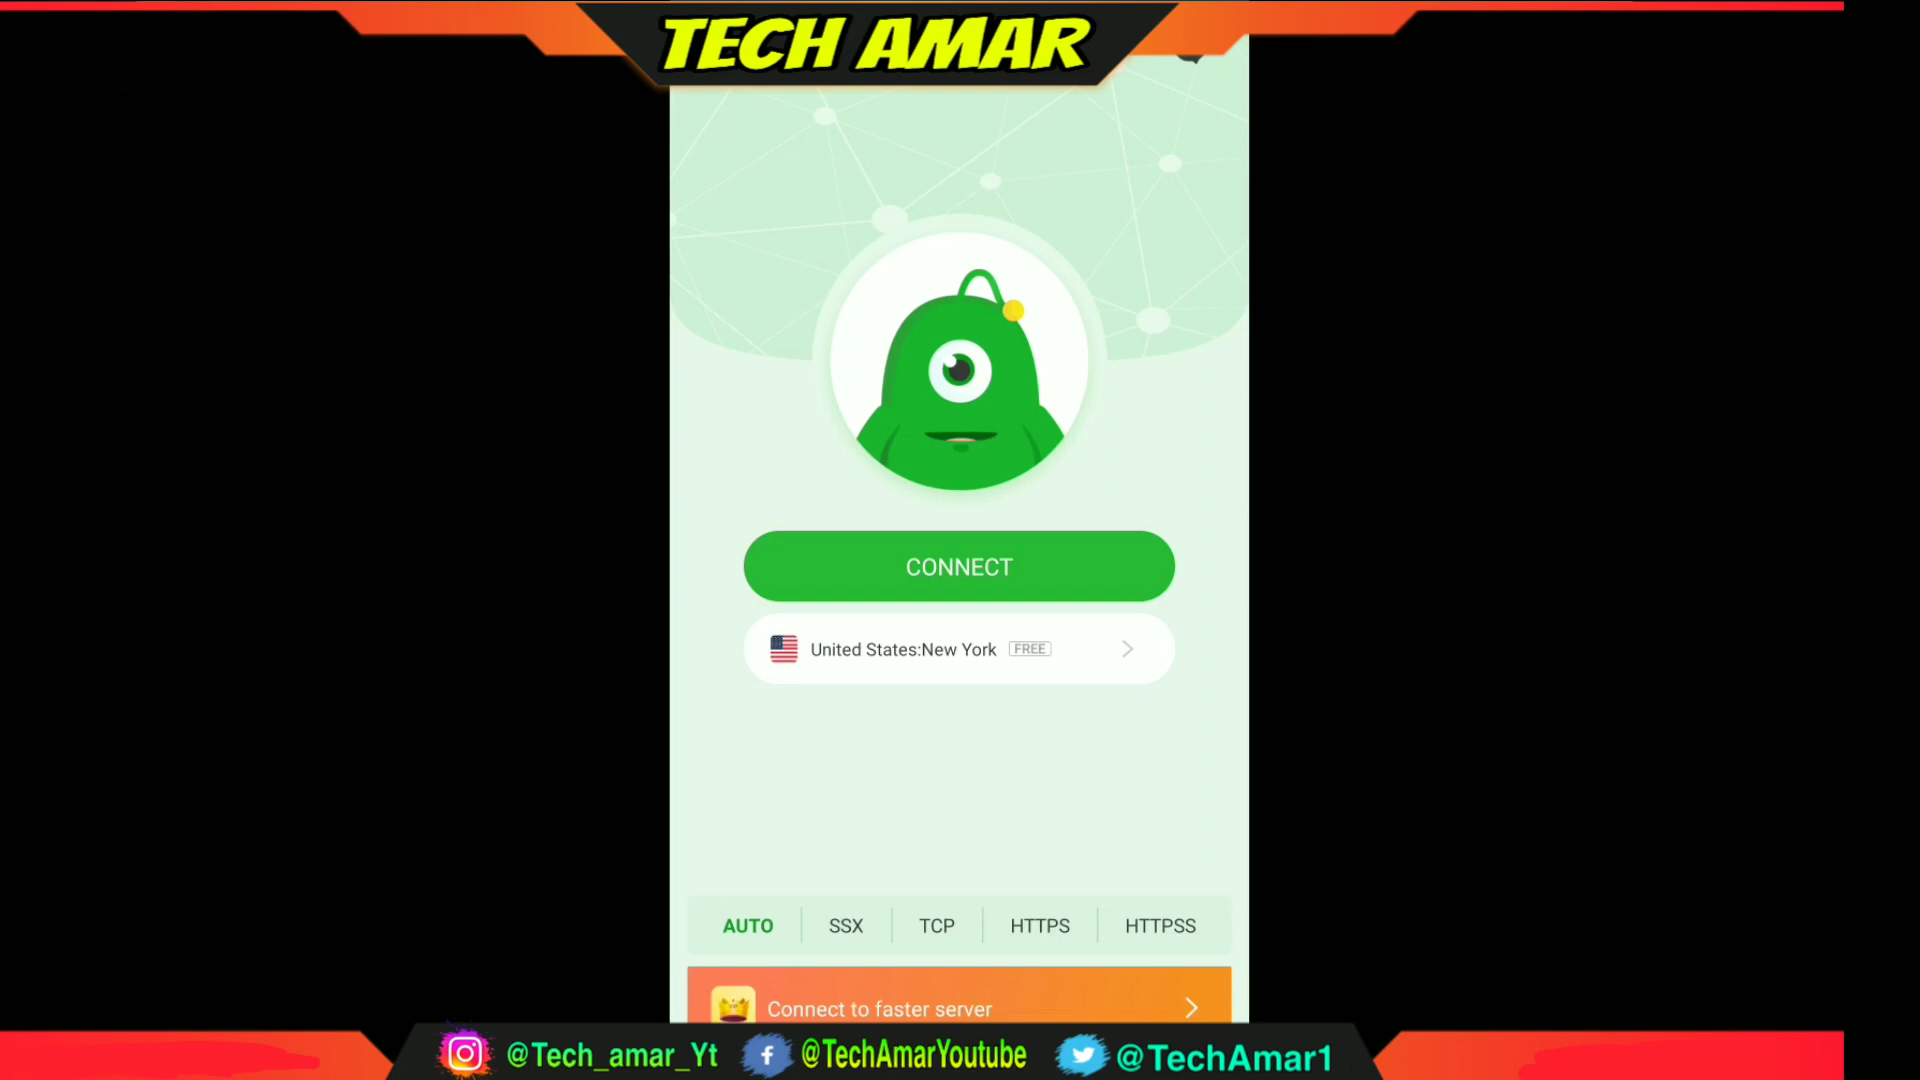 TECH AMAR
CONNECT
United States:New York FREE
AUTO SSX TCP HTTPS HTTPSS
Connect to faster server
@Tech_amar_Yt @TechAmarYoutube @TechAmar1